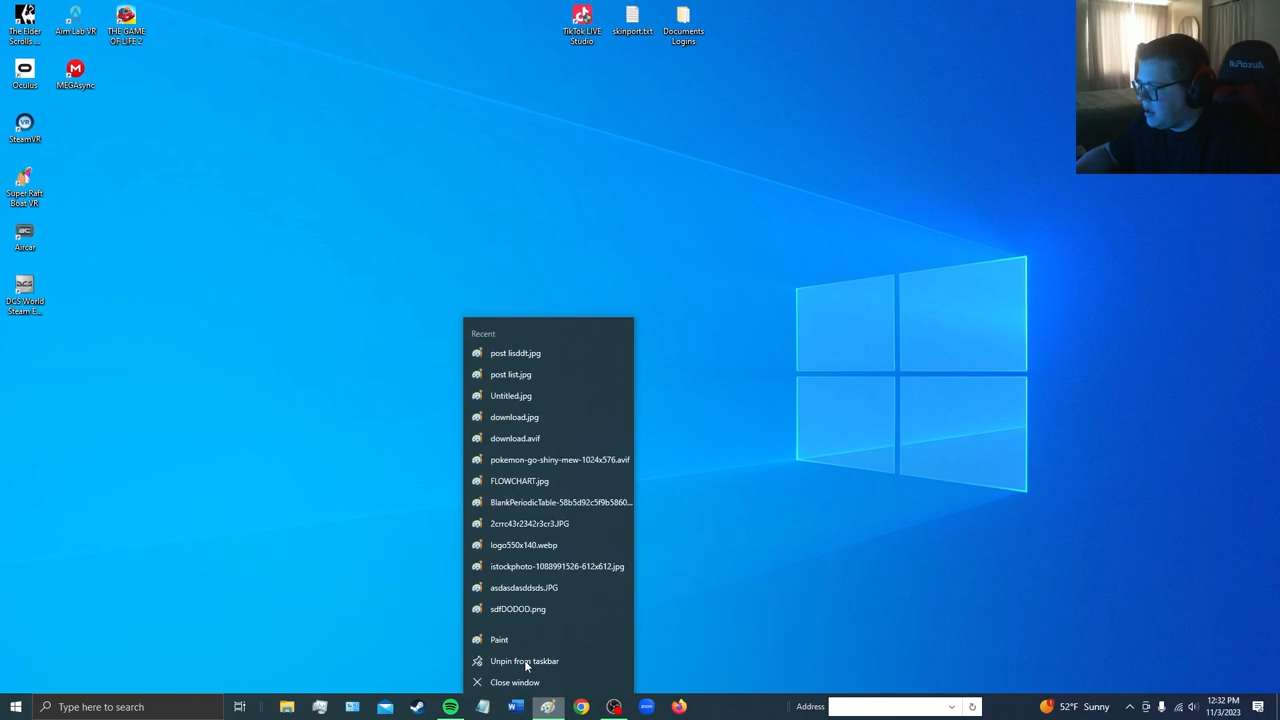 The Elder
Scrolls ...
Aim Lab VR
THE GAME
OF LIFE 2
TikTok LIVE
Studio
skinport.txt
Documents
Logins
Oculus
MEGAsync
SteamVR
Super Raft
Boat VR
Aircar
DCS World
Steam E...
Recent
post lisddt.jpg
post list.jpg
Untitled.jpg
download.jpg
download.avif
pokemon-go-shiny-mew-1024x576.avif
FLOWCHART.jpg
BlankPeriodicTable-58b5d92c5f9b5860...
2crrc43r2342r3cr3.JPG
logo550x140.webp
istockphoto-1088991526-612x612.jpg
asdasdasddsds.JPG
sdfDODOD.png
Paint
Unpin from taskbar
Close window
Type here to search
Address
52°F Sunny
12:32 PM
11/3/2023